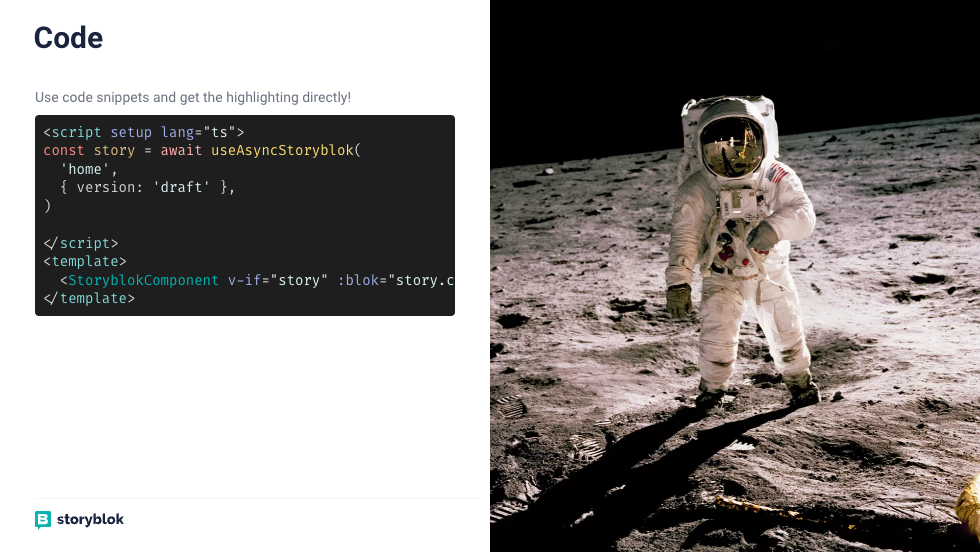 Code
Use code snippets and get the highlighting directly!
<script setup lang="ts">
const story = await useAsyncStoryblok(
  'home',
  { version: 'draft' },
)
</script>
<template>
  <StoryblokComponent v-if="story" :blok="story.c
</template>
storyblok